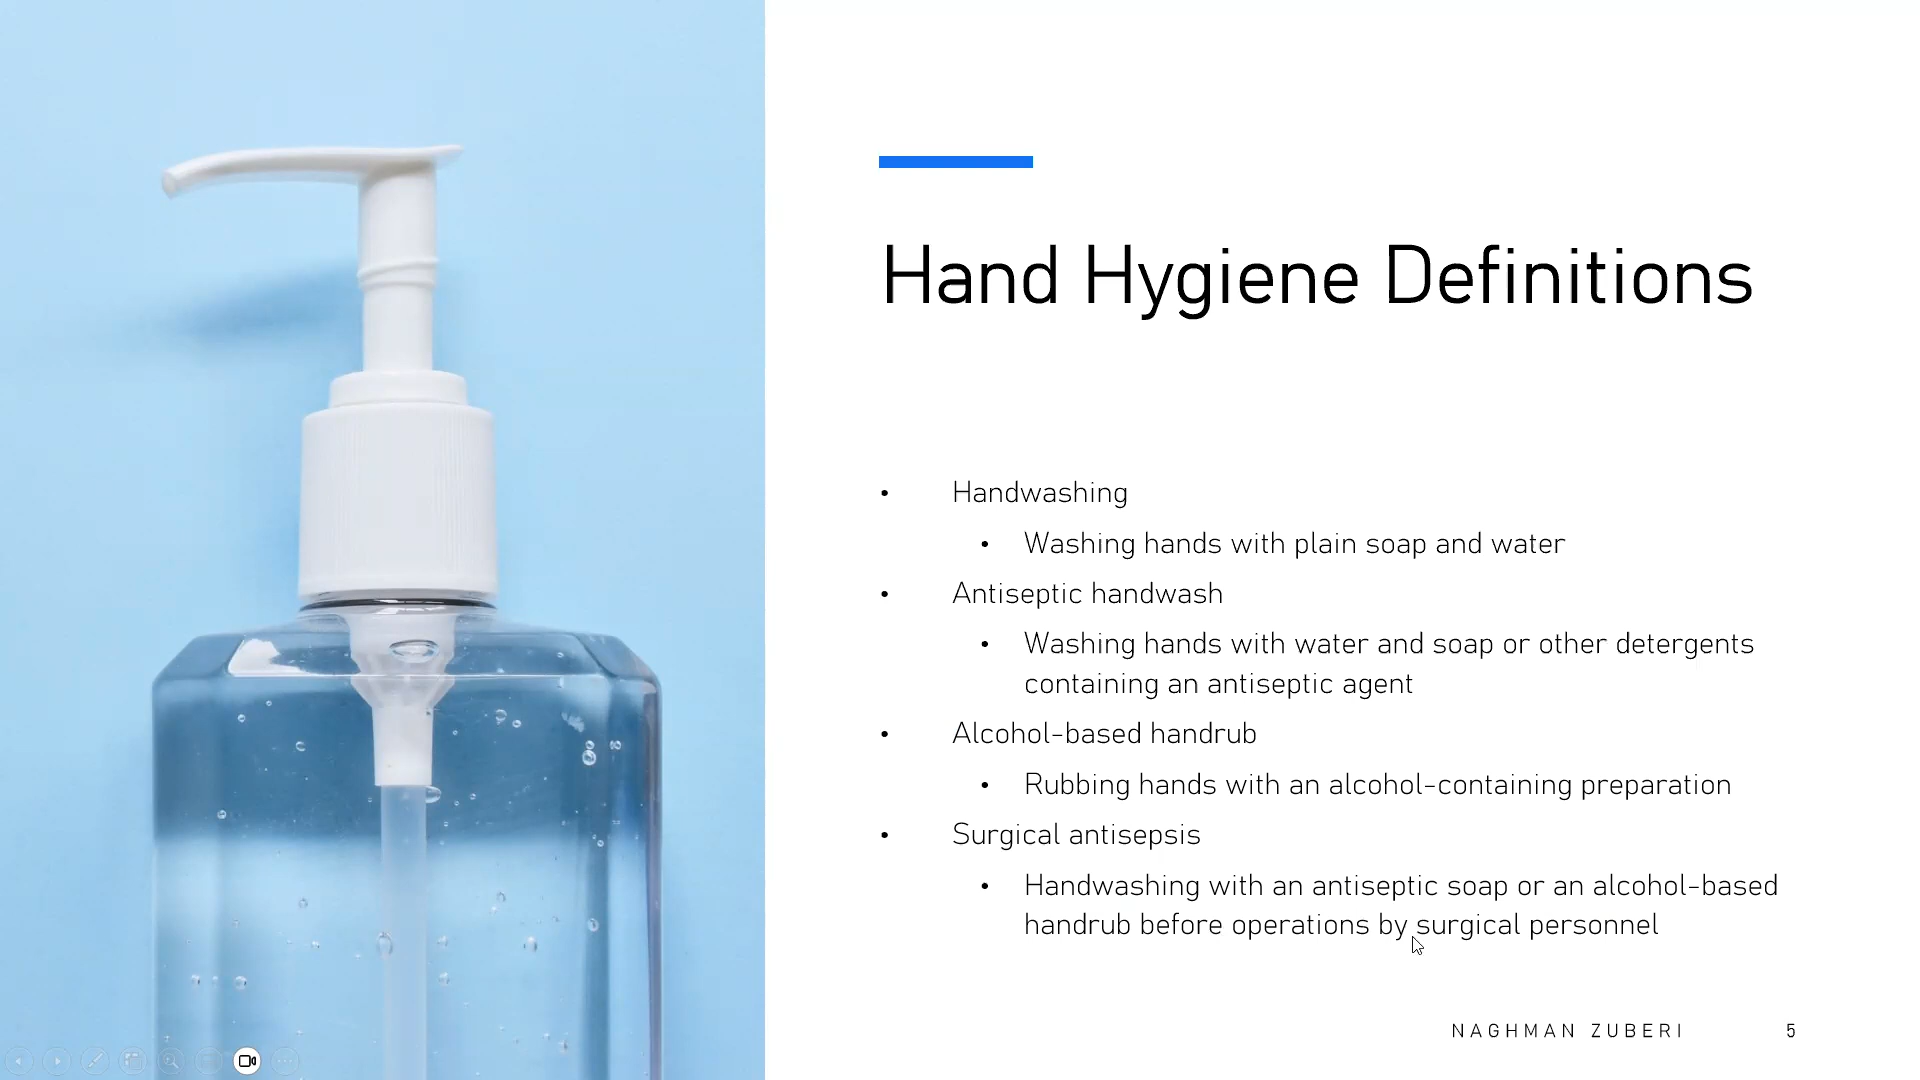 Hand Hygiene Definitions
• Handwashing
• Washing hands with plain soap and water
• Antiseptic handwash
• Washing hands with water and soap or other detergents
containing an antiseptic agent
• Alcohol-based handrub
• Rubbing hands with an alcohol-containing preparation
• Surgical antisepsis
• Handwashing with an antiseptic soap or an alcohol-based
handrub before operations by surgical personnel
NAGHMAN ZUBERI 5